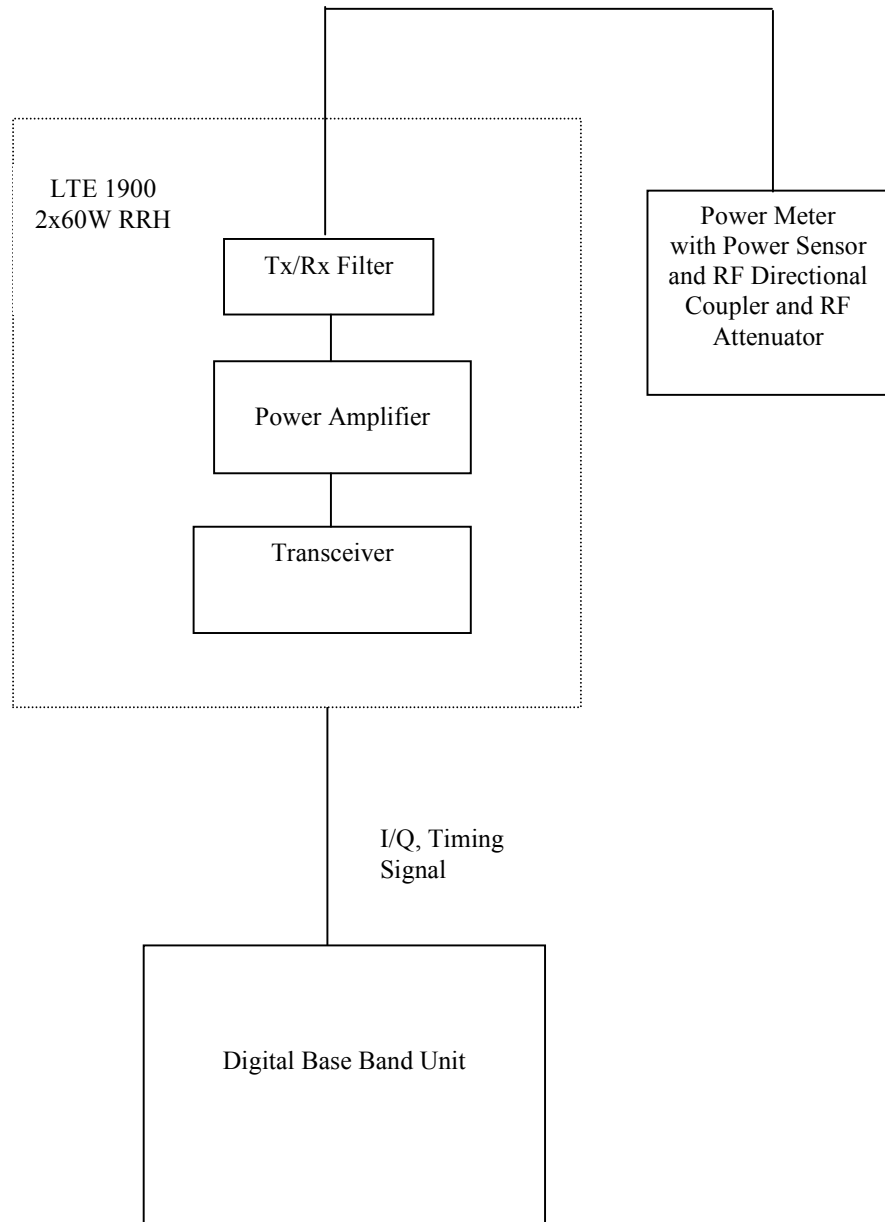 LTE 1900
2x60W RRH
Tx/Rx Filter
Power Amplifier
Transceiver
Power Meter
with Power Sensor
and RF Directional
Coupler and RF
Attenuator
I/Q, Timing
Signal
Digital Base Band Unit